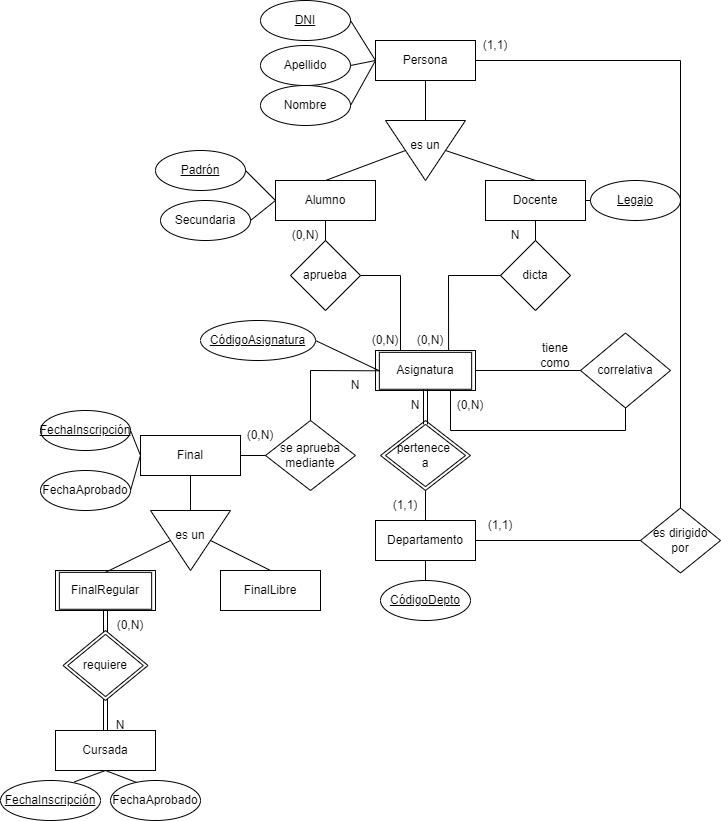 DNI
(1,1)
Persona
Apellido
Nombre
es un
Padrón
Alumno
Docente
Legajo
Secundaria
(0,N)
N
aprueba
dicta
CódigoAsignatura
(0,N)
(0,N)
tiene
como
Asignatura
correlativa
N
N
(0,N)
FechaInscripción
(0,N)
Final
se aprueba
mediante
pertenece
a
FechaAprobado
(1,1)
es un
Departamento
(1,1)
es dirigido
por
FinalRegular
FinalLibre
CódigoDepto
(0,N)
requiere
N
Cursada
FechaInscripción
FechaAprobado